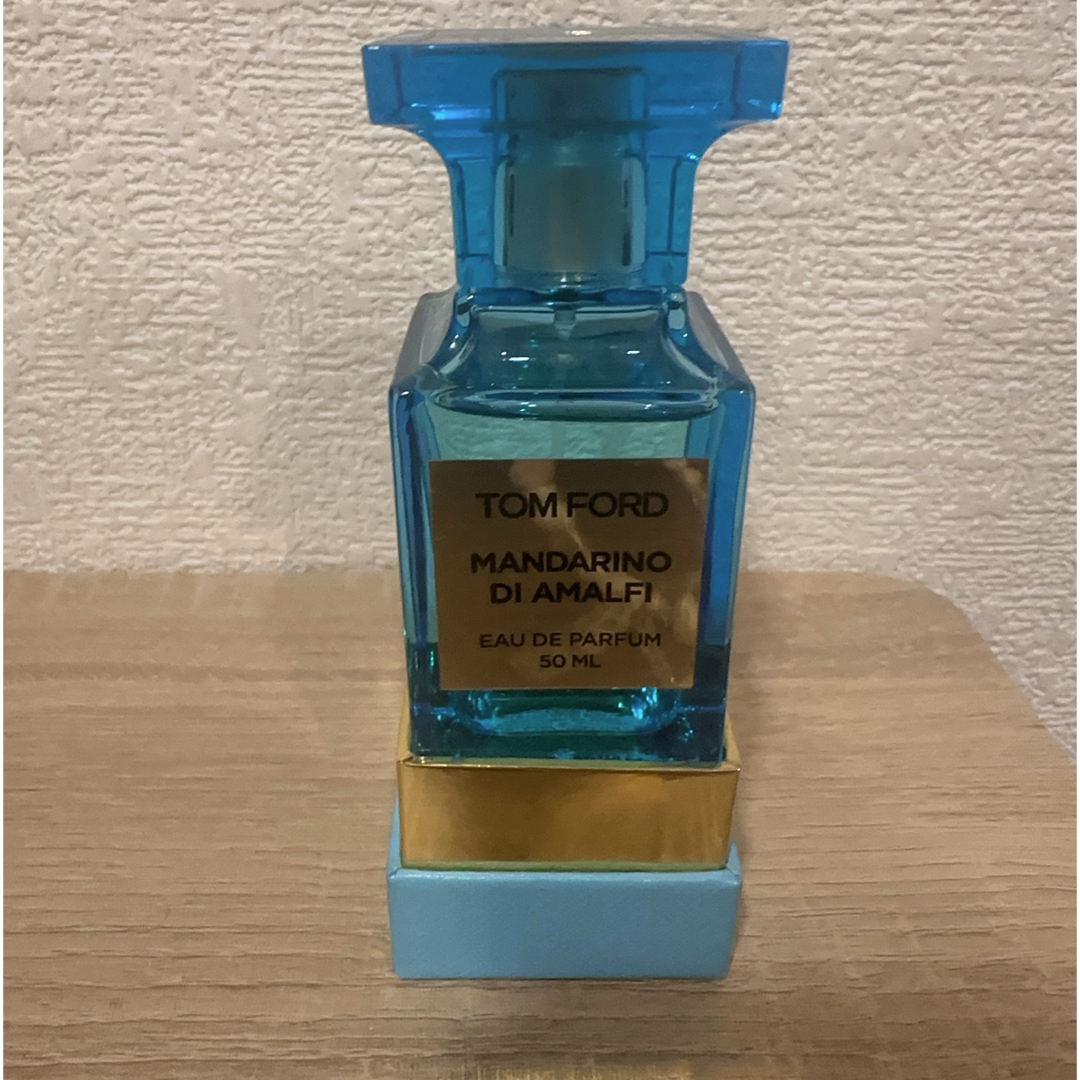 TOM FORD
MANDARINO
DI AMALFI
EAU DE PARFUM
50 ML